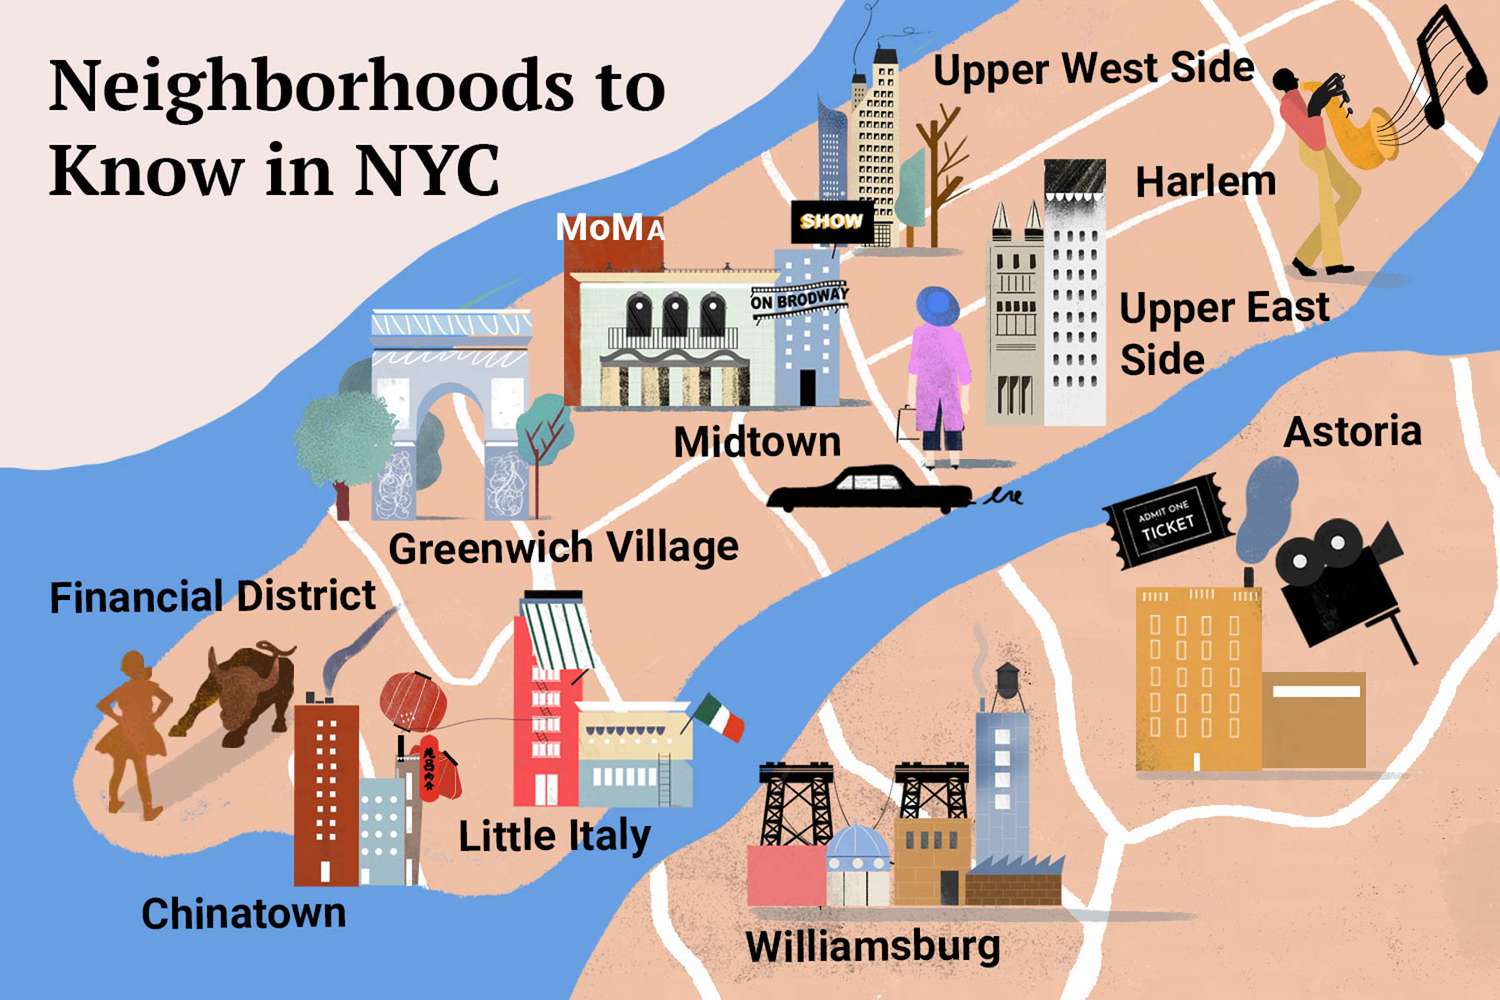 Neighborhoods to
Know in NYC
Upper West Side
Harlem
SHOW
MoMA
ON BRODWAY
Upper East
Side
Midtown
Astoria
ADMIT ONE
TICKET
Greenwich Village
Financial District
Little Italy
Chinatown
Williamsburg